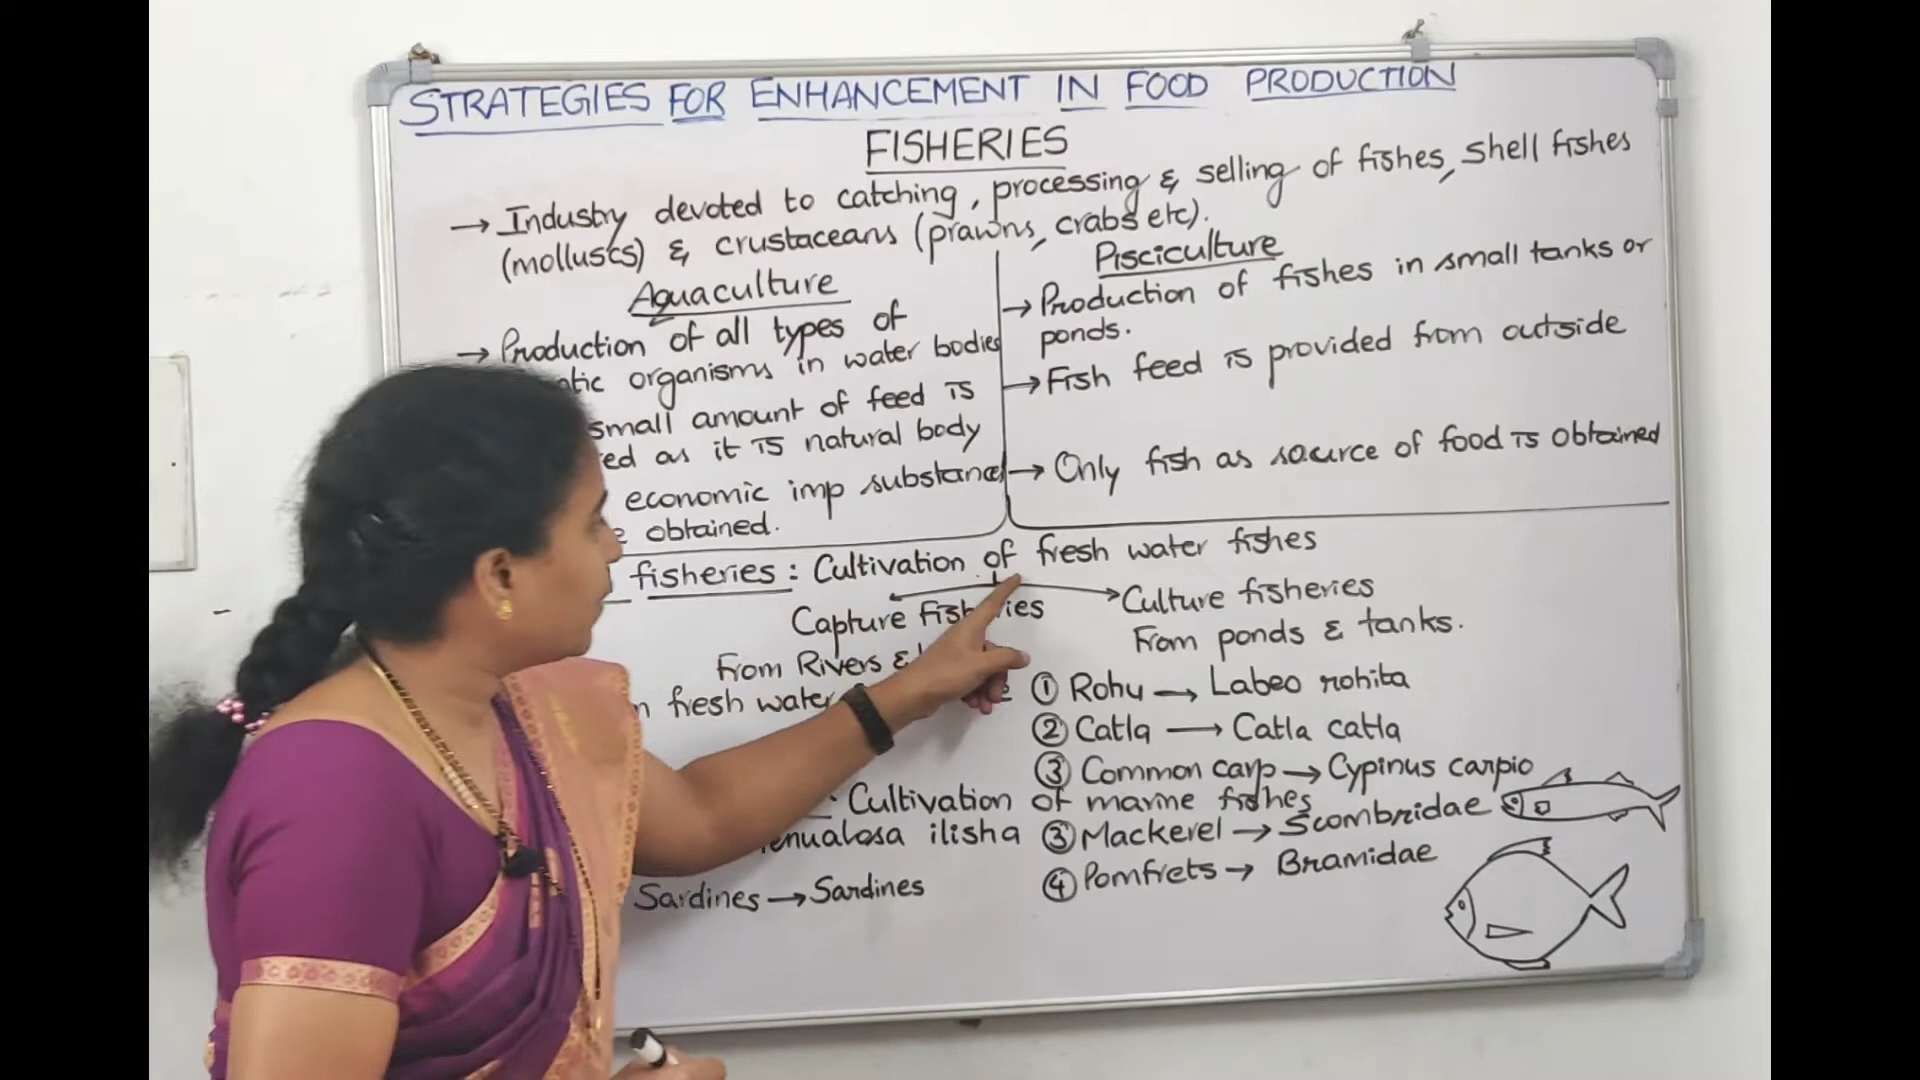 STRATEGIES FOR ENHANCEMENT IN FOOD PRODUCTION
FISHERIES
→ Industry devoted to catching, processing & selling of fishes, shell fishes
(molluscs) & crustaceans (prawns, crabs etc).
Aquaculture
→ Production of all types of
organisms in water bodies
small amount of feed is
as it is natural body
economic imp substances
obtained.
Pisciculture
→ Production of fishes in small tanks or
ponds.
→ Fish feed is provided from outside
→ Only fish as source of food is obtained
fisheries : Cultivation of fresh water fishes
Capture fisheries
From Rivers &
fresh water
Culture fisheries
From ponds & tanks.
① Rohu → Labeo rohita
② Catla → Catla catla
③ Common carp → Cypinus carpio
: Cultivation of marine fishes
ilisha
Sardines → Sardines
③ Mackerel → Scombridae
④ Pomfrets → Bramidae